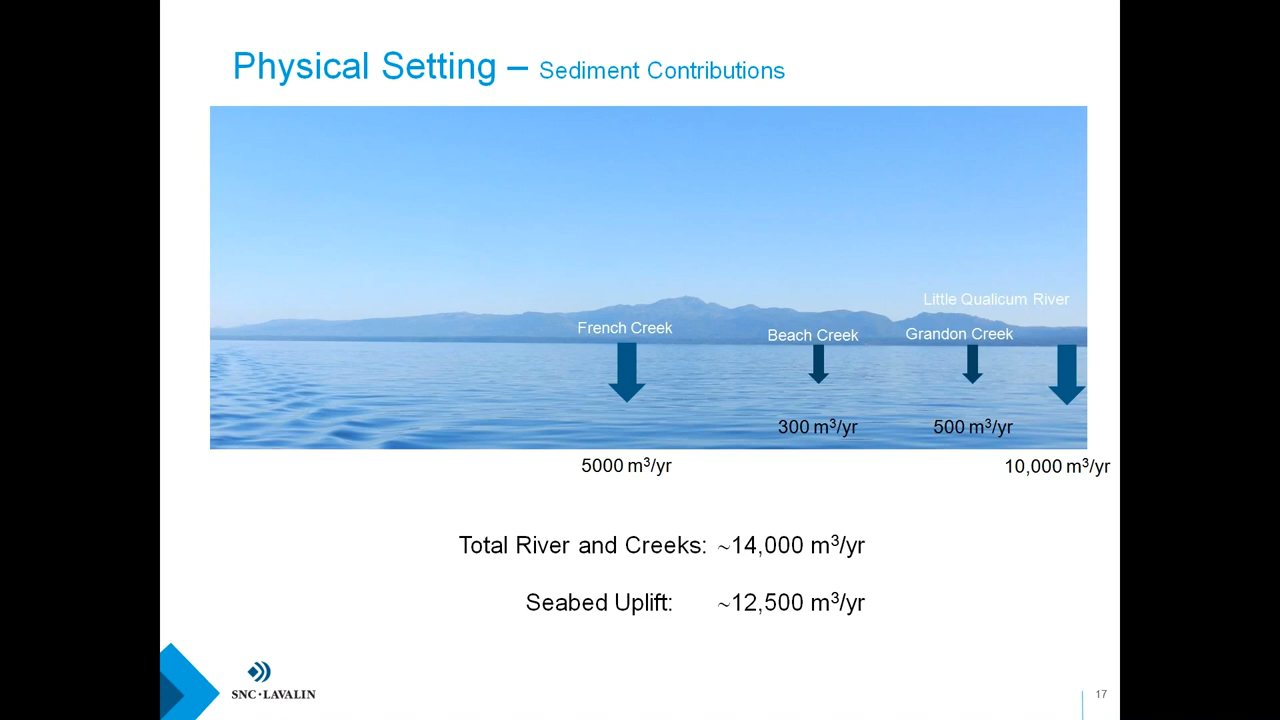 Physical Setting – Sediment Contributions
Little Qualicum River
French Creek
Beach Creek
Grandon Creek
300 m³/yr
500 m³/yr
5000 m³/yr
10,000 m³/yr
Total River and Creeks: ~14,000 m³/yr
Seabed Uplift: ~12,500 m³/yr
SNC•LAVALIN
17